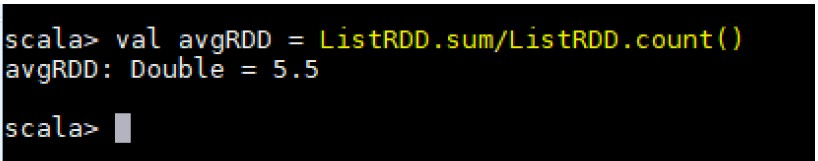 scala> val avgRDD = ListRDD.sum/ListRDD.count()
avgRDD: Double = 5.5
scala>